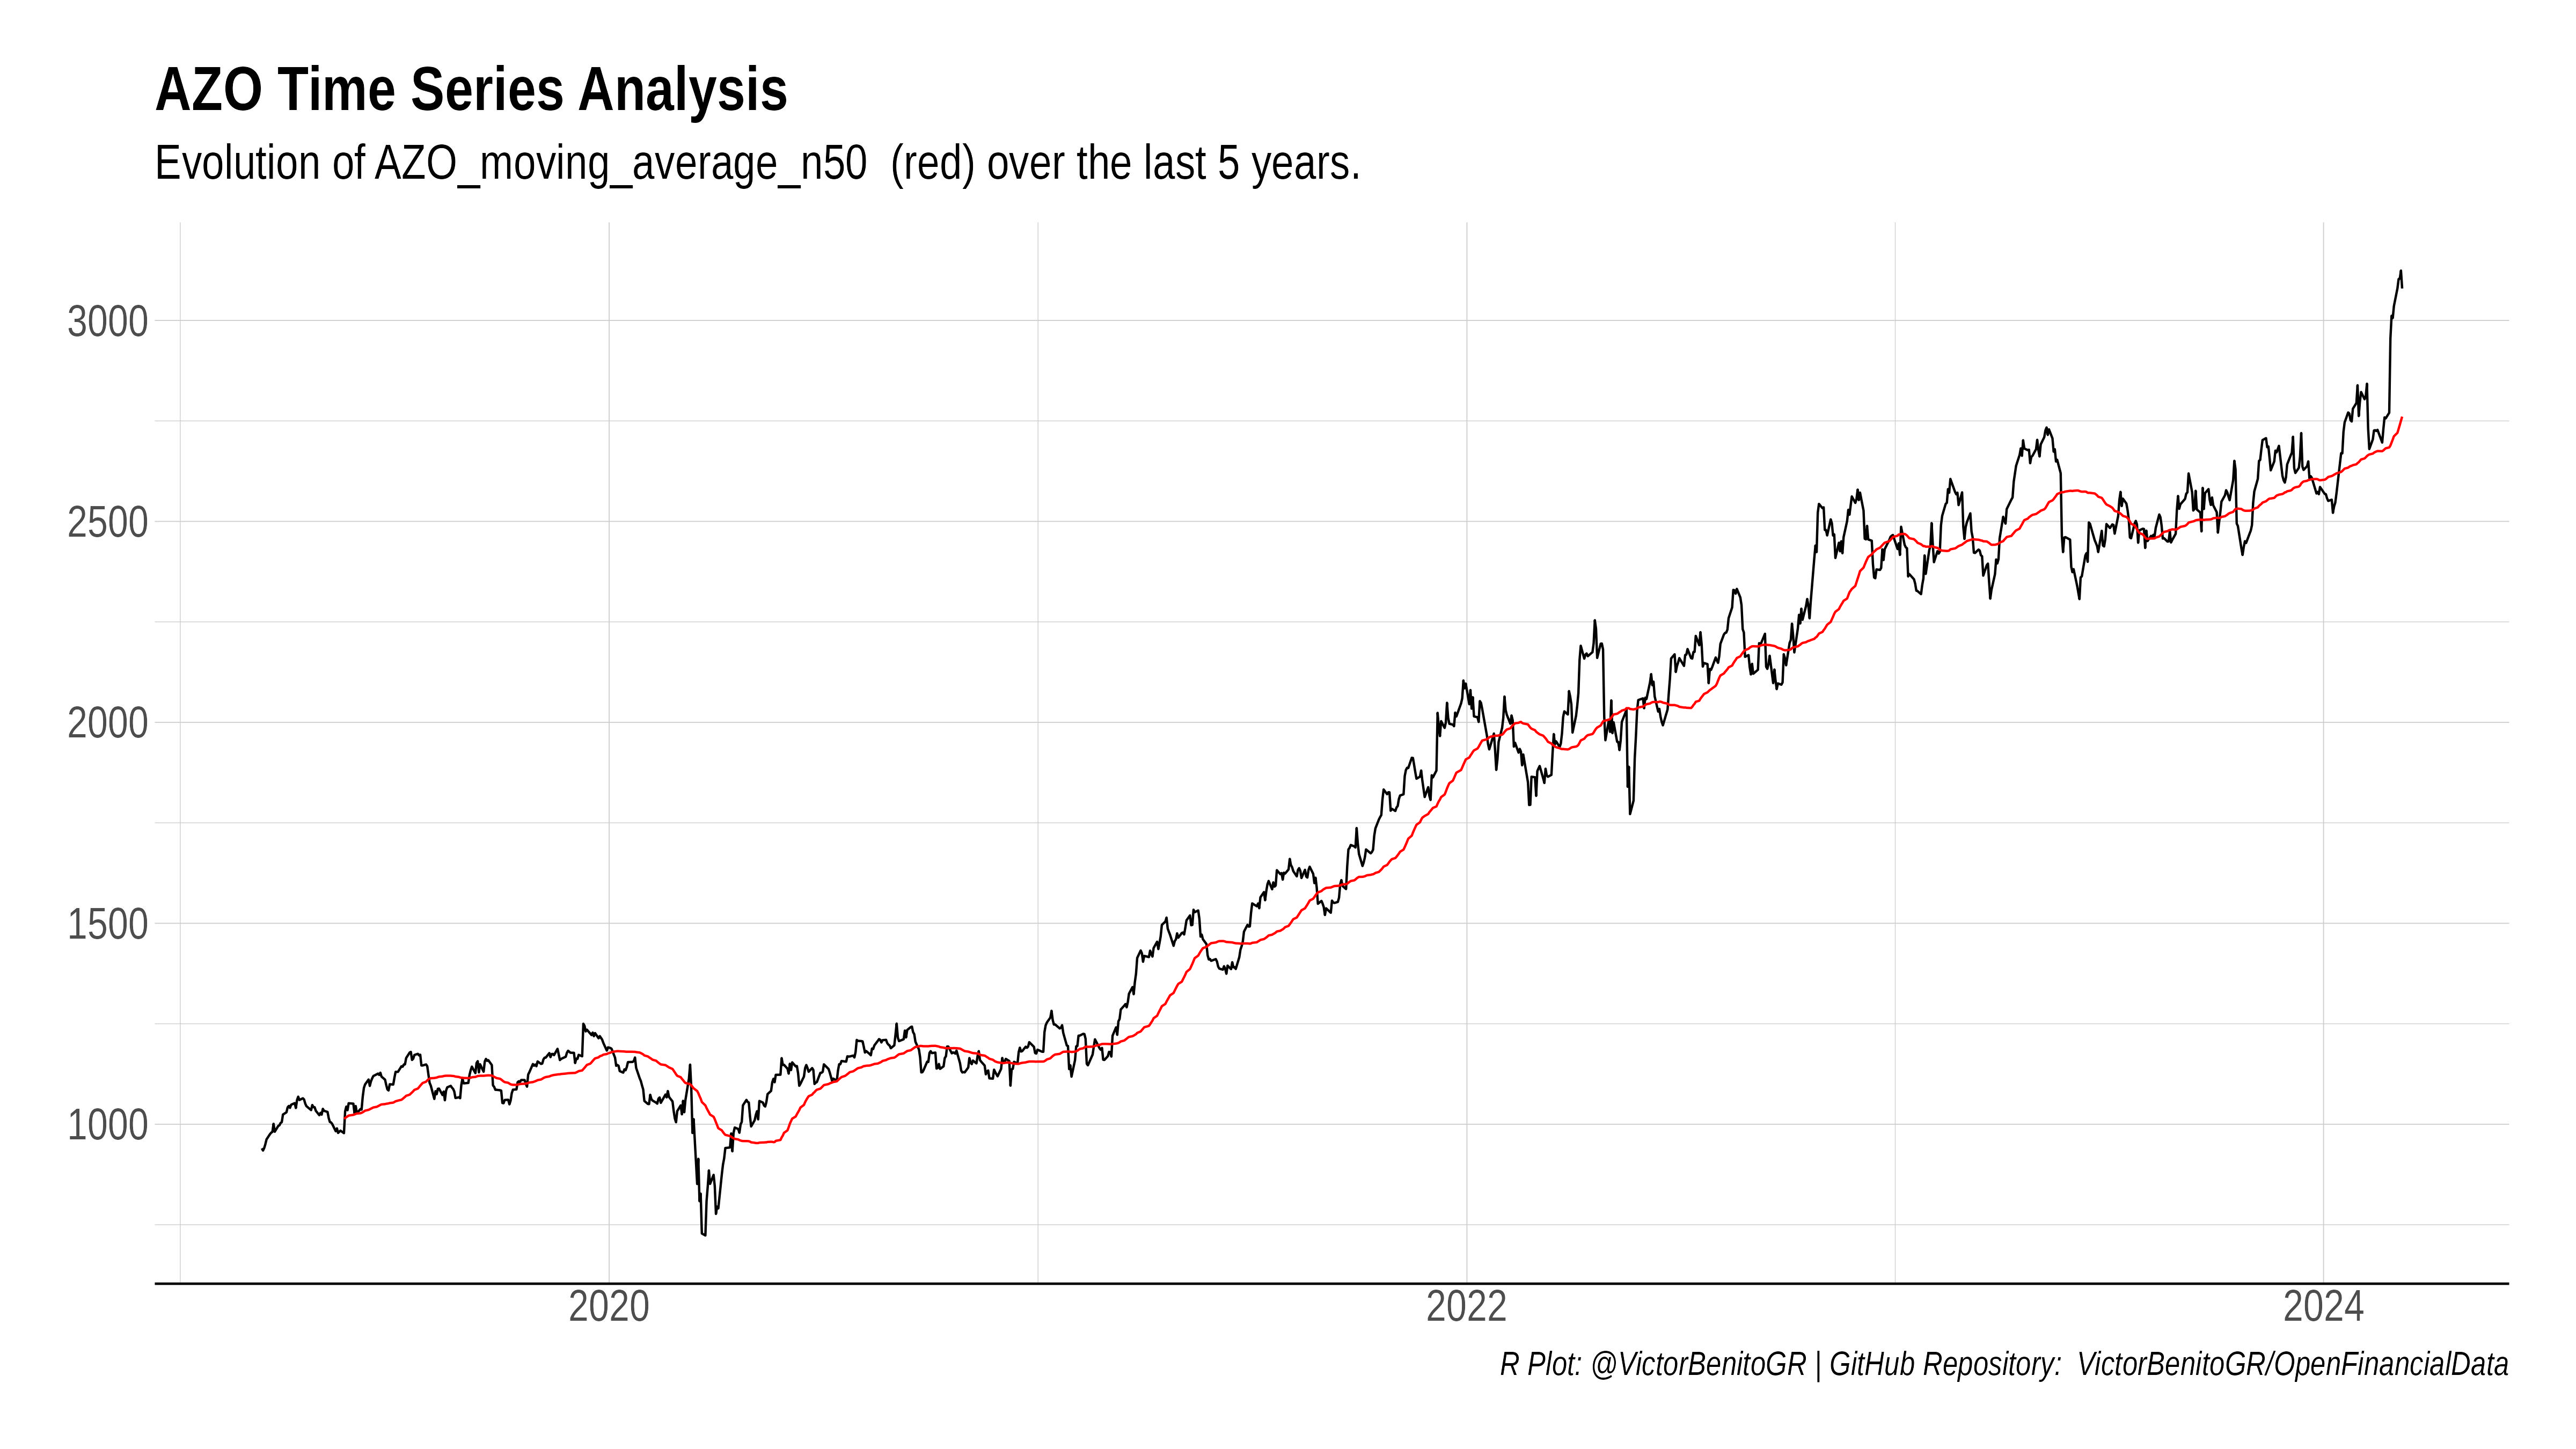 AZO Time Series Analysis
Evolution of AZO_moving_average_n50  (red) over the last 5 years.
3000
2500
2000
1500
1000
2020
2022
2024
R Plot: @VictorBenitoGR | GitHub Repository:  VictorBenitoGR/OpenFinancialData